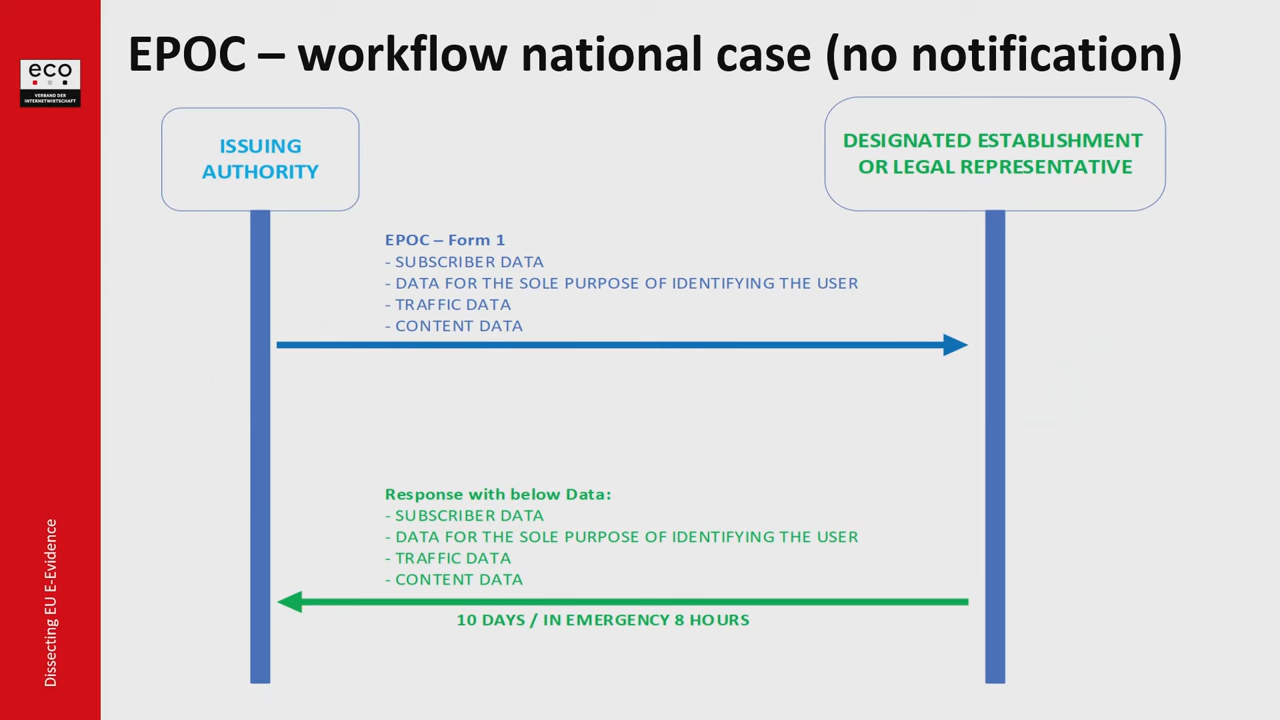 EPOC – workflow national case (no notification)
eco
VERBAND DER
INTERNETWIRTSCHAFT
ISSUING
AUTHORITY
DESIGNATED ESTABLISHMENT
OR LEGAL REPRESENTATIVE
EPOC – Form 1
- SUBSCRIBER DATA
- DATA FOR THE SOLE PURPOSE OF IDENTIFYING THE USER
- TRAFFIC DATA
- CONTENT DATA
Response with below Data:
- SUBSCRIBER DATA
- DATA FOR THE SOLE PURPOSE OF IDENTIFYING THE USER
- TRAFFIC DATA
- CONTENT DATA
10 DAYS / IN EMERGENCY 8 HOURS
Dissecting EU E-Evidence